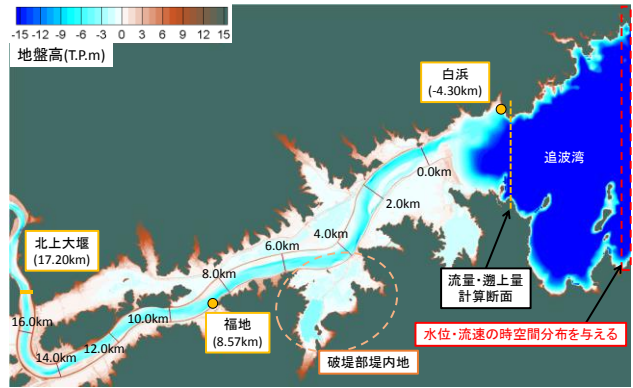 -15 -12 -9 -6 -3 0 3 6 9 12 15
地盤高(T.P.m)
白浜
(-4.30km)
追波湾
0.0km
2.0km
4.0km
6.0km
8.0km
北上大堰
(17.20km)
16.0km
14.0km
12.0km
10.0km
福地
(8.57km)
流量・遡上量
計算断面
水位・流速の時空間分布を与える
破堤部堤内地